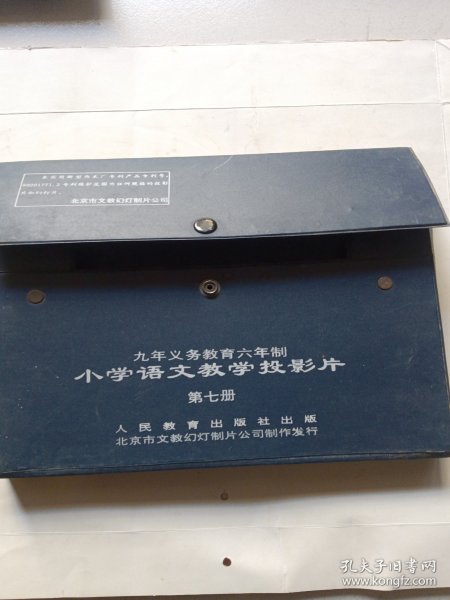 北京市文教幻灯制片公司
九年义务教育六年制
小学语文教学投影片
第七册
人民教育出版社出版
北京市文教幻灯制片公司制作发行
孔夫子旧书网
www.kongfz.com